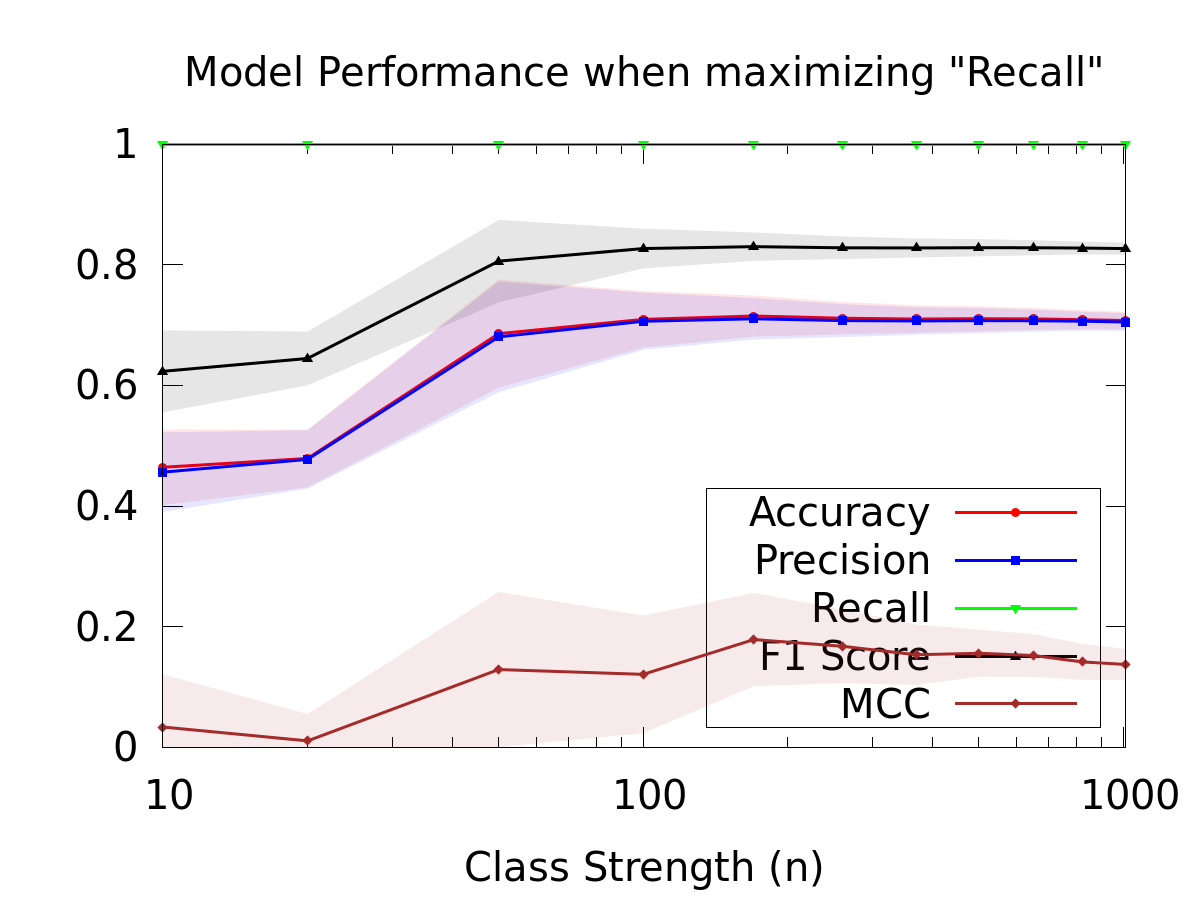 Model Performance when maximizing "Recall"
1
0.8
0.6
0.4
0.2
0
Accuracy
Precision
Recall
F1 Score
MCC
10 100 1000
Class Strength (n)